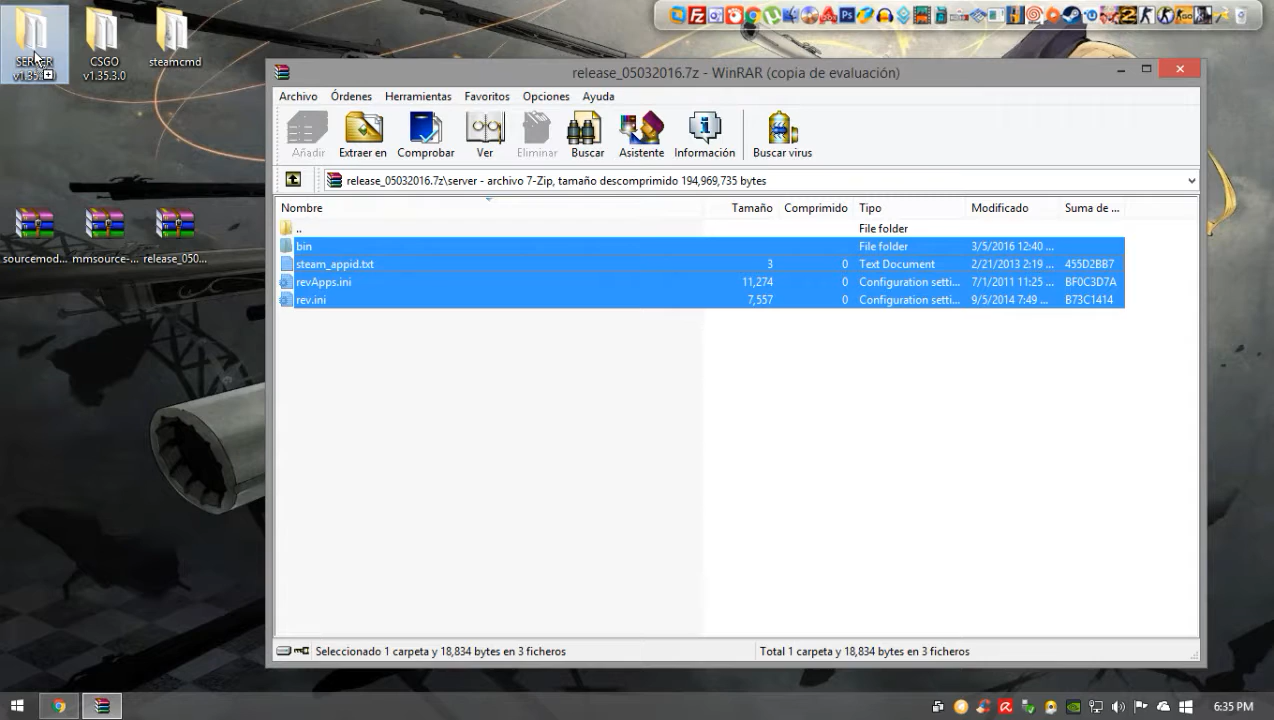 CSGO
v1.35.3.0
steamcmd
sourcemod...
mmsource-...
release_050...
release_05032016.7z - WinRAR (copia de evaluación)
Archivo Órdenes Herramientas Favoritos Opciones Ayuda
Añadir Extraer en Comprobar Ver Eliminar Buscar Asistente Información Buscar virus
release_05032016.7z\server - archivo 7-Zip, tamaño descomprimido 194,969,735 bytes
Nombre Tamaño Comprimido Tipo Modificado Suma de ...
.. File folder
bin File folder 3/5/2016 12:40 ...
steam_appid.txt 3 0 Text Document 2/21/2013 2:19 ... 455D2BB7
revApps.ini 11,274 0 Configuration setti... 7/1/2011 11:25 ... BF0C3D7A
rev.ini 7,557 0 Configuration setti... 9/5/2014 7:49 ... B73C1414
Seleccionado 1 carpeta y 18,834 bytes en 3 ficheros
Total 1 carpeta y 18,834 bytes en 3 ficheros
6:35 PM